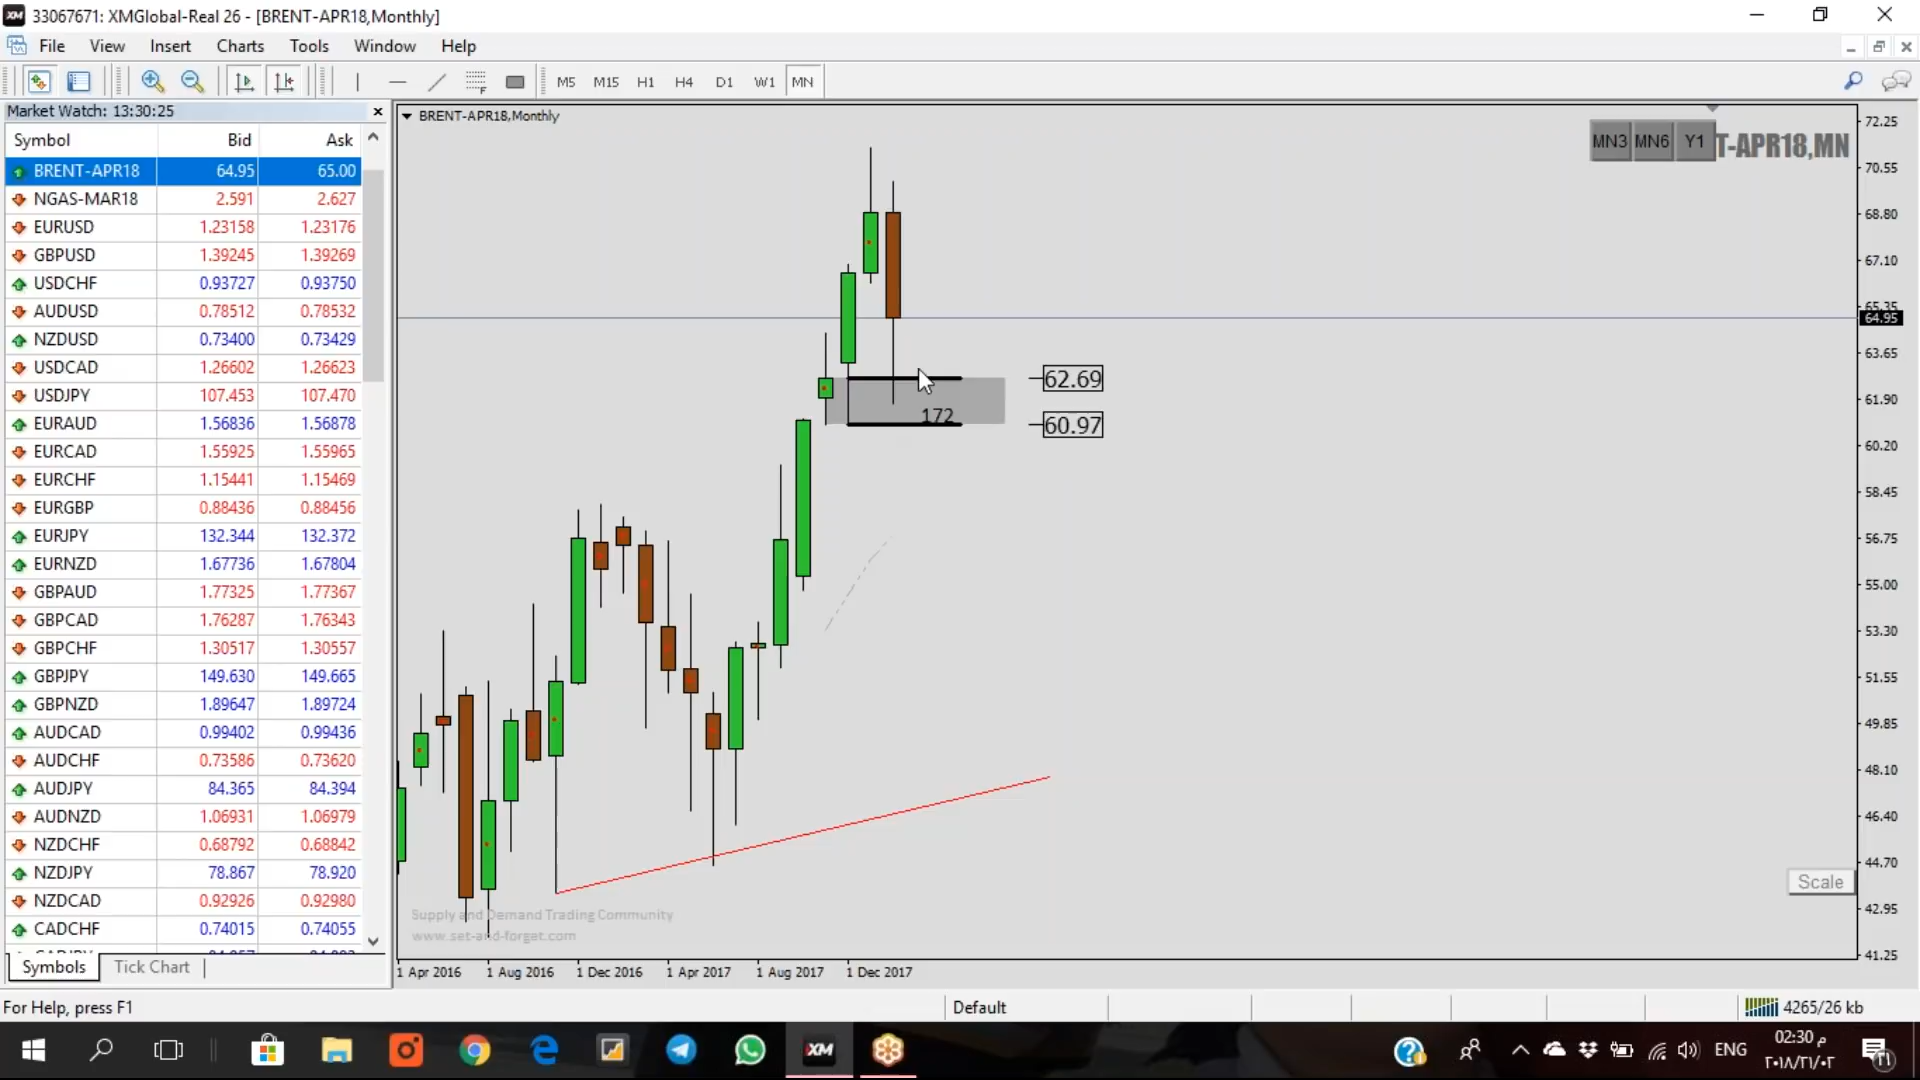 33067671: XMGlobal-Real 26 - [BRENT-APR18,Monthly]
File View Insert Charts Tools Window Help
M5 M15 H1 H4 D1 W1 MN
Market Watch: 13:30:25
Symbol Bid Ask
BRENT-APR18 64.95 65.00
NGAS-MAR18 2.591 2.627
EURUSD 1.23158 1.23176
GBPUSD 1.39245 1.39269
USDCHF 0.93727 0.93750
AUDUSD 0.78512 0.78532
NZDUSD 0.73400 0.73429
USDCAD 1.26602 1.26623
USDJPY 107.453 107.470
EURAUD 1.56836 1.56878
EURCAD 1.55925 1.55965
EURCHF 1.15441 1.15469
EURGBP 0.88436 0.88456
EURJPY 132.344 132.372
EURNZD 1.67736 1.67804
GBPAUD 1.77325 1.77367
GBPCAD 1.76287 1.76343
GBPCHF 1.30517 1.30557
GBPJPY 149.630 149.665
GBPNZD 1.89647 1.89724
AUDCAD 0.99402 0.99436
AUDCHF 0.73586 0.73620
AUDJPY 84.365 84.394
AUDNZD 1.06931 1.06979
NZDCHF 0.68792 0.68842
NZDJPY 78.867 78.920
NZDCAD 0.92926 0.92980
CADCHF 0.74015 0.74055
Symbols Tick Chart
BRENT-APR18,Monthly
MN3 MN6 Y1 T-APR18,MN
62.69
172
60.97
72.25
70.55
68.80
67.10
65.35
64.95
63.65
61.90
60.20
58.45
56.75
55.00
53.30
51.55
49.85
48.10
46.40
44.70
42.95
41.25
Scale
Supply and Demand Trading Community
www.set-and-forget.com
1 Apr 2016 1 Aug 2016 1 Dec 2016 1 Apr 2017 1 Aug 2017 1 Dec 2017
For Help, press F1 Default 4265/26 kb
XM ENG 02:30 م